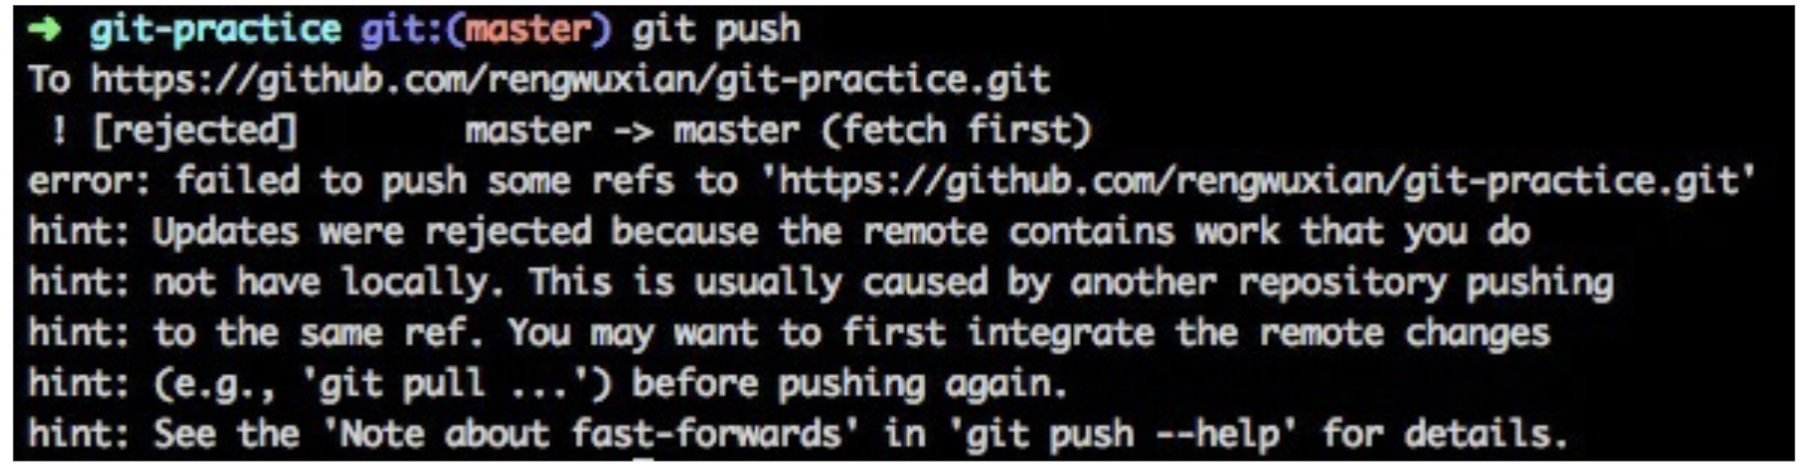 ➜ git-practice git:(master) git push
To https://github.com/rengwuxian/git-practice.git
 ! [rejected]        master -> master (fetch first)
error: failed to push some refs to 'https://github.com/rengwuxian/git-practice.git'
hint: Updates were rejected because the remote contains work that you do
hint: not have locally. This is usually caused by another repository pushing
hint: to the same ref. You may want to first integrate the remote changes
hint: (e.g., 'git pull ...') before pushing again.
hint: See the 'Note about fast-forwards' in 'git push --help' for details.